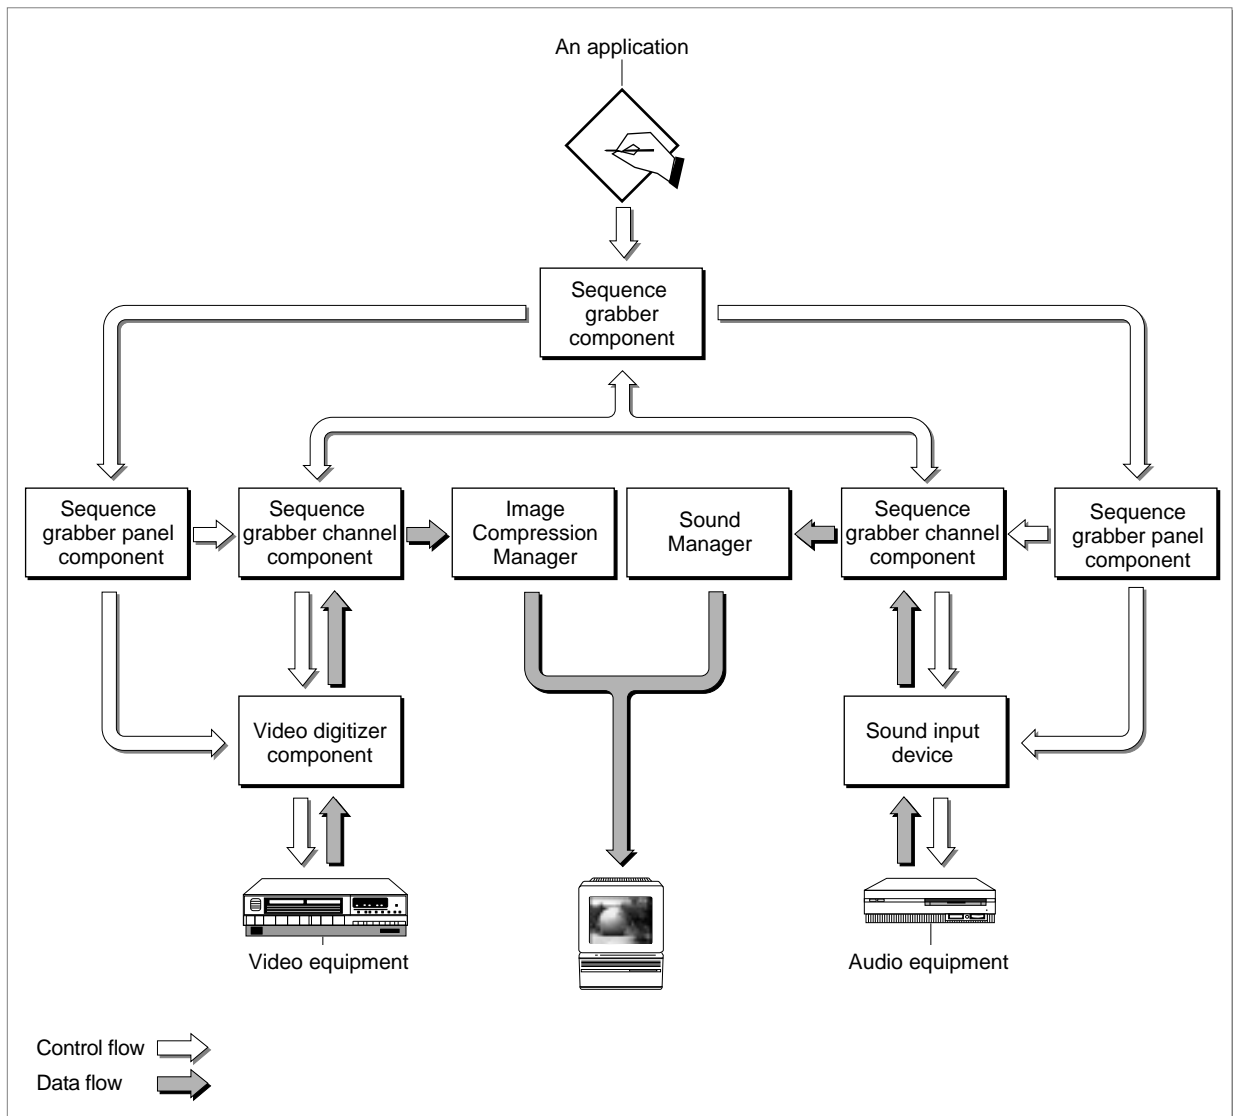 An application
Sequence
grabber
component
Sequence
grabber panel
component
Sequence
grabber channel
component
Image
Compression
Manager
Sound
Manager
Sequence
grabber channel
component
Sequence
grabber panel
component
Video digitizer
component
Sound input
device
Video equipment
Audio equipment
Control flow
Data flow